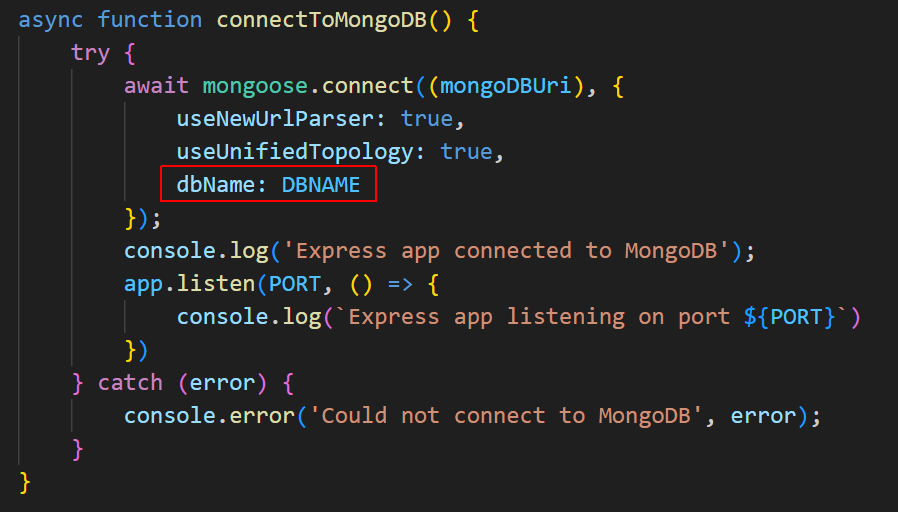 async function connectToMongoDB() {
    try {
        await mongoose.connect((mongoDBUri), {
            useNewUrlParser: true,
            useUnifiedTopology: true,
            dbName: DBNAME
        });
        console.log('Express app connected to MongoDB');
        app.listen(PORT, () => {
            console.log(`Express app listening on port ${PORT}`)
        })
    } catch (error) {
        console.error('Could not connect to MongoDB', error);
    }
}